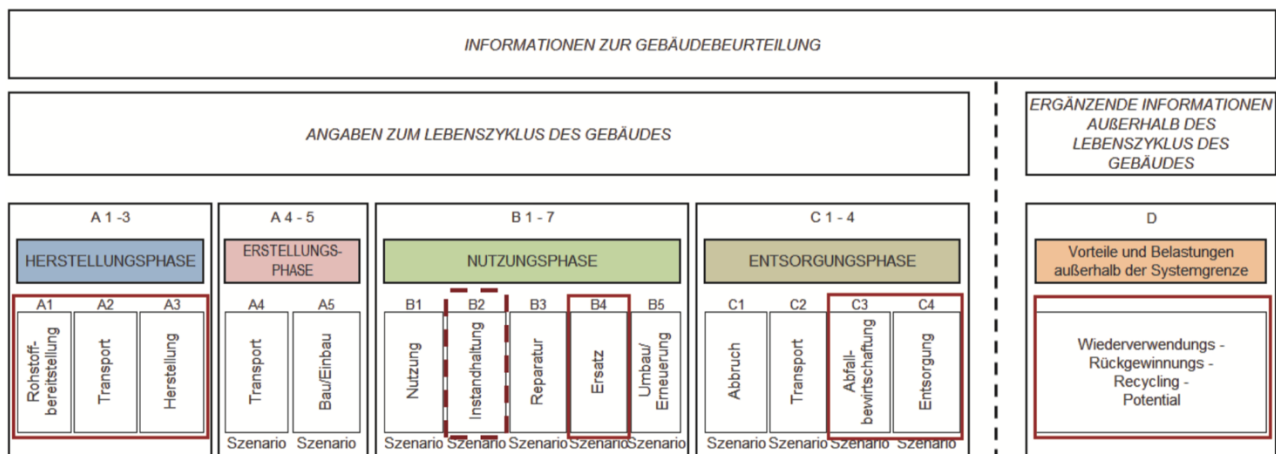 INFORMATIONEN ZUR GEBÄUDEBEURTEILUNG
ANGABEN ZUM LEBENSZYKLUS DES GEBÄUDES
ERGÄNZENDE INFORMATIONEN
AUßERHALB DES
LEBENSZYKLUS DES
GEBÄUDES
A 1 -3
HERSTELLUNGSPHASE
A1
Rohstoff-
bereitstellung
A2
Transport
A3
Herstellung
A 4 - 5
ERSTELLUNGS-
PHASE
A4
Transport
Szenario
A5
Bau/Einbau
Szenario
B 1 - 7
NUTZUNGSPHASE
B1
Nutzung
Szenario
B2
Instandhaltung
Szenario
B3
Reparatur
Szenario
B4
Ersatz
Szenario
B5
Umbau/
Erneuerung
Szenario
C 1 - 4
ENTSORGUNGSPHASE
C1
Abbruch
Szenario
C2
Transport
Szenario
C3
Abfall-
bewirtschaftung
Szenario
C4
Entsorgung
Szenario
D
Vorteile und Belastungen
außerhalb der Systemgrenze
Wiederverwendungs -
Rückgewinnungs -
Recycling -
Potential